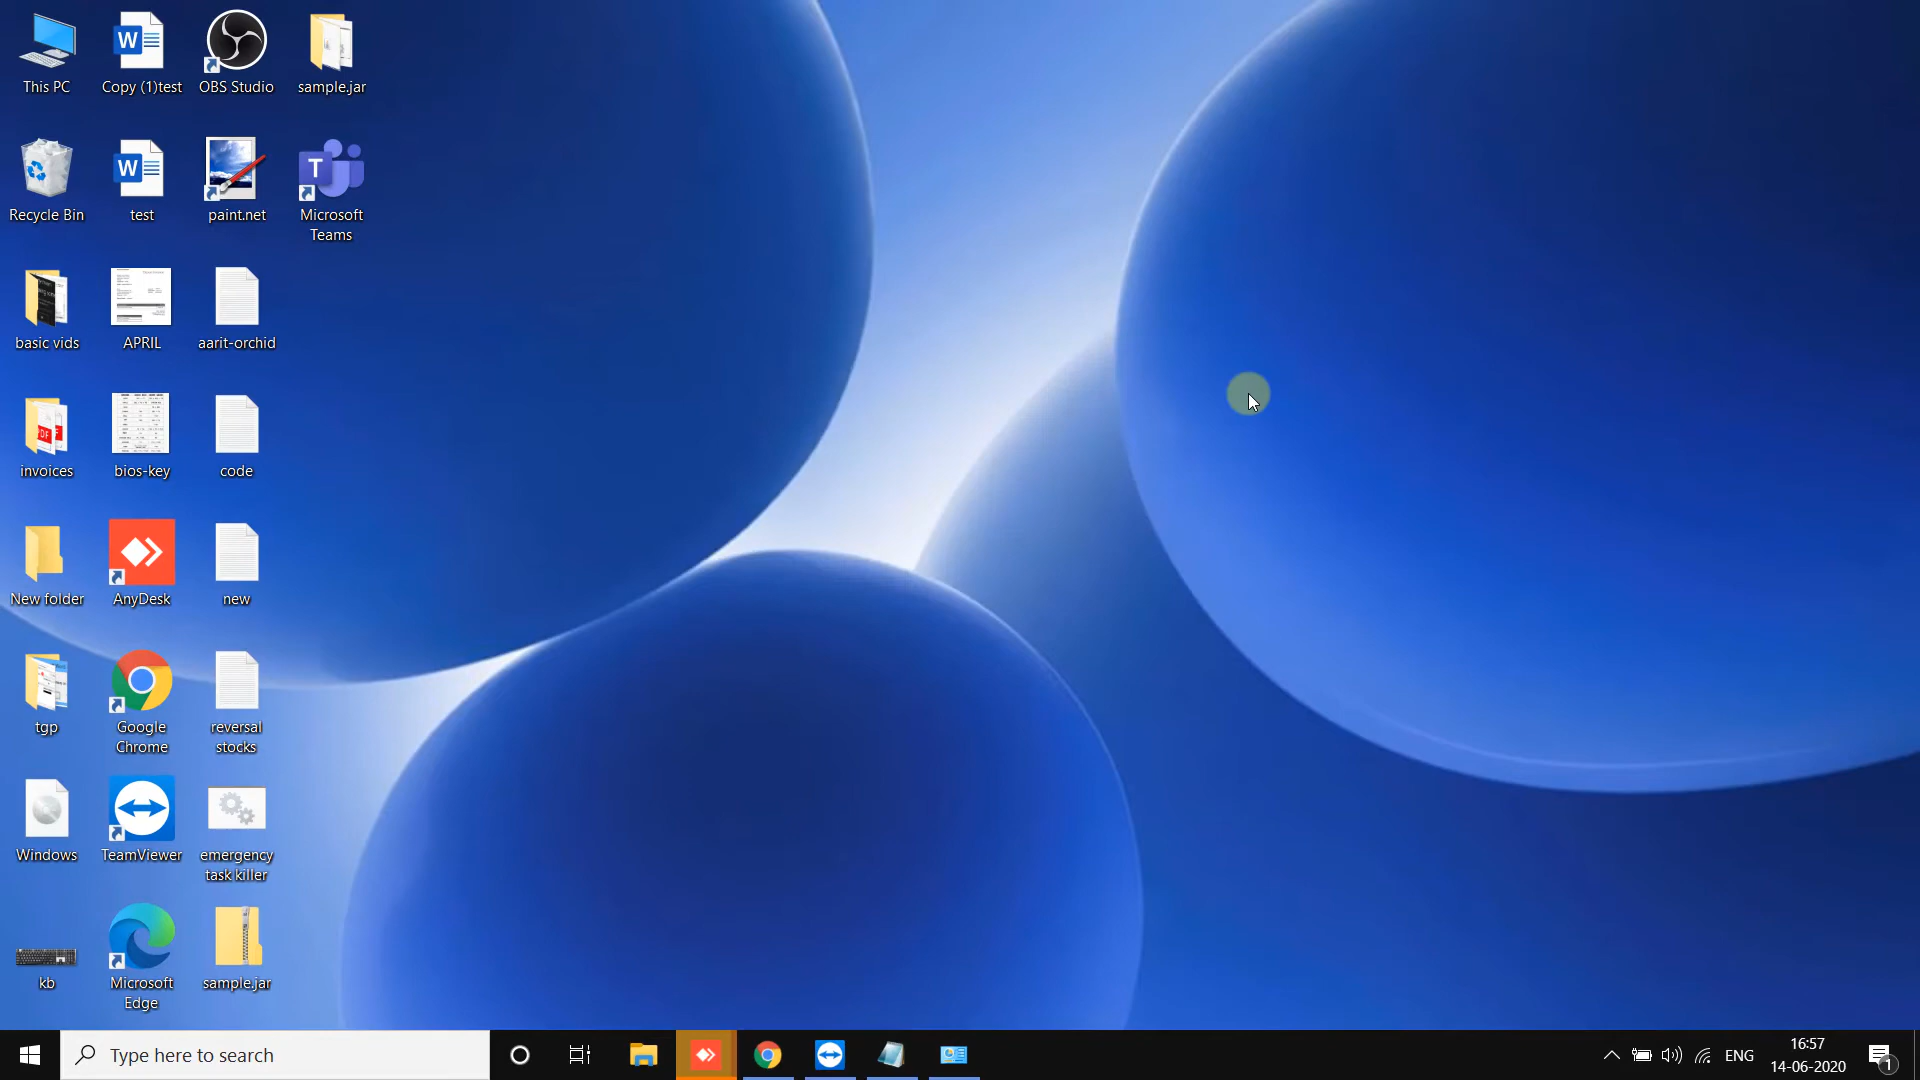 This PC
Copy (1)test
OBS Studio
sample.jar
Recycle Bin
test
paint.net
Microsoft
Teams
basic vids
APRIL
aarit-orchid
invoices
bios-key
code
New folder
AnyDesk
new
tgp
Google
Chrome
reversal
stocks
Windows
TeamViewer
emergency
task killer
kb
Microsoft
Edge
sample.jar
Type here to search
ENG
16:57
14-06-2020
1